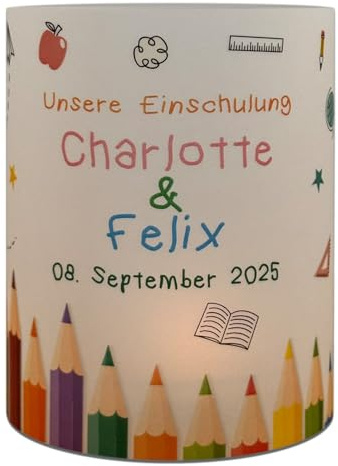 Unsere Einschulung
Charlotte
&
Felix
08. September 2025